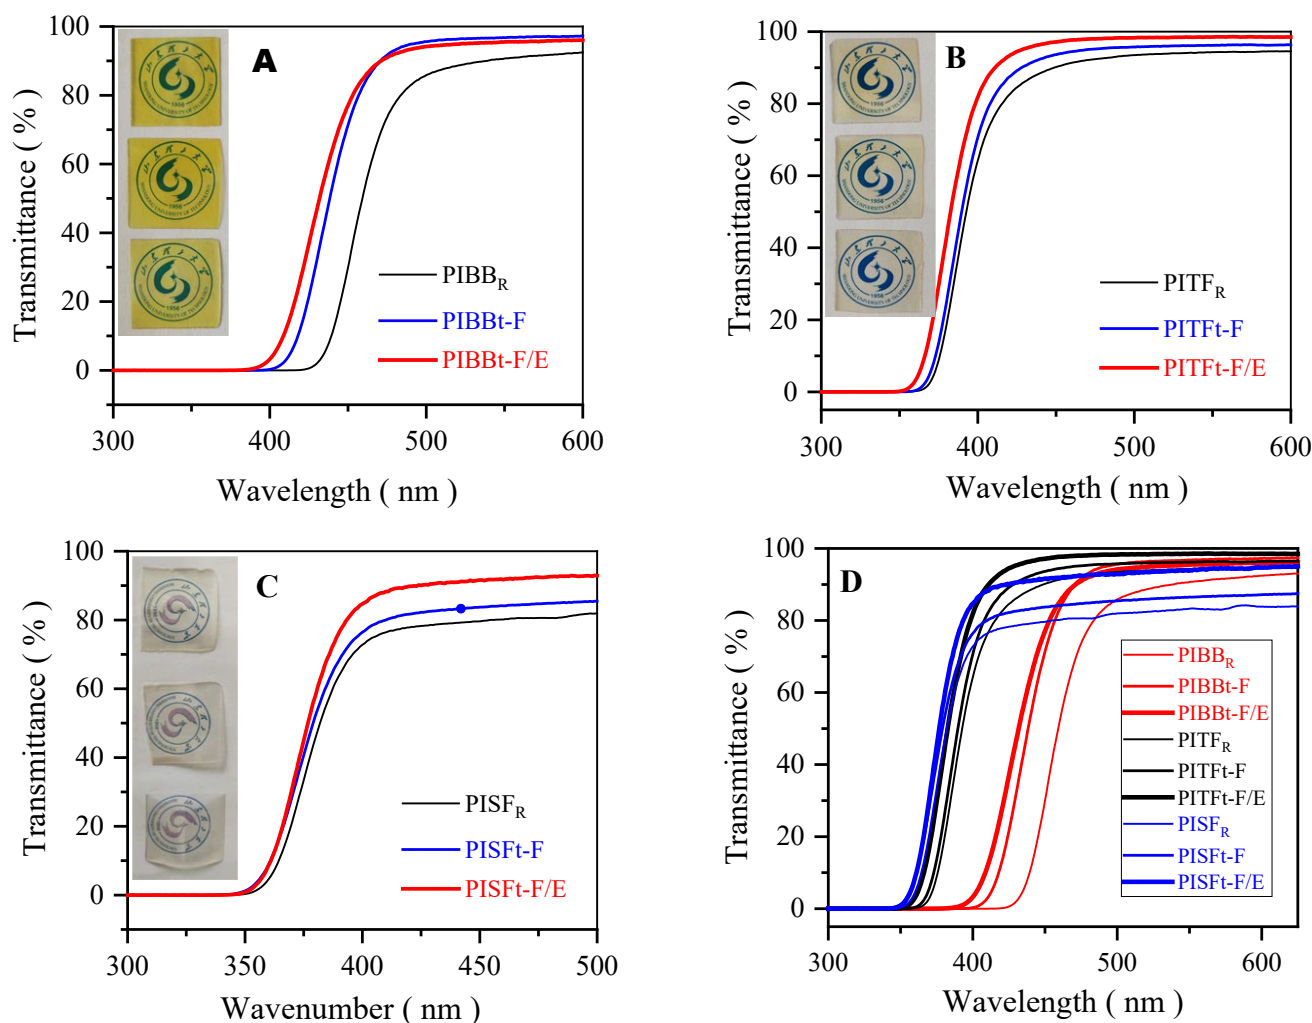 A
Transmittance ( % )
100
80
60
40
20
0
PIBB_R
PIBBt-F
PIBBt-F/E
300
400
500
600
Wavelength ( nm )
1956
1956
1956
B
Transmittance ( % )
100
80
60
40
20
0
PITF_R
PITFt-F
PITFt-F/E
300
400
500
600
Wavelength ( nm )
C
Transmittance ( % )
100
80
60
40
20
0
PISF_R
PISFt-F
PISFt-F/E
300
350
400
450
500
Wavenumber ( nm )
D
Transmittance ( % )
100
80
60
40
20
0
PIBB_R
PIBBt-F
PIBBt-F/E
PITF_R
PITFt-F
PITFt-F/E
PISF_R
PISFt-F
PISFt-F/E
300
400
500
600
Wavelength ( nm )